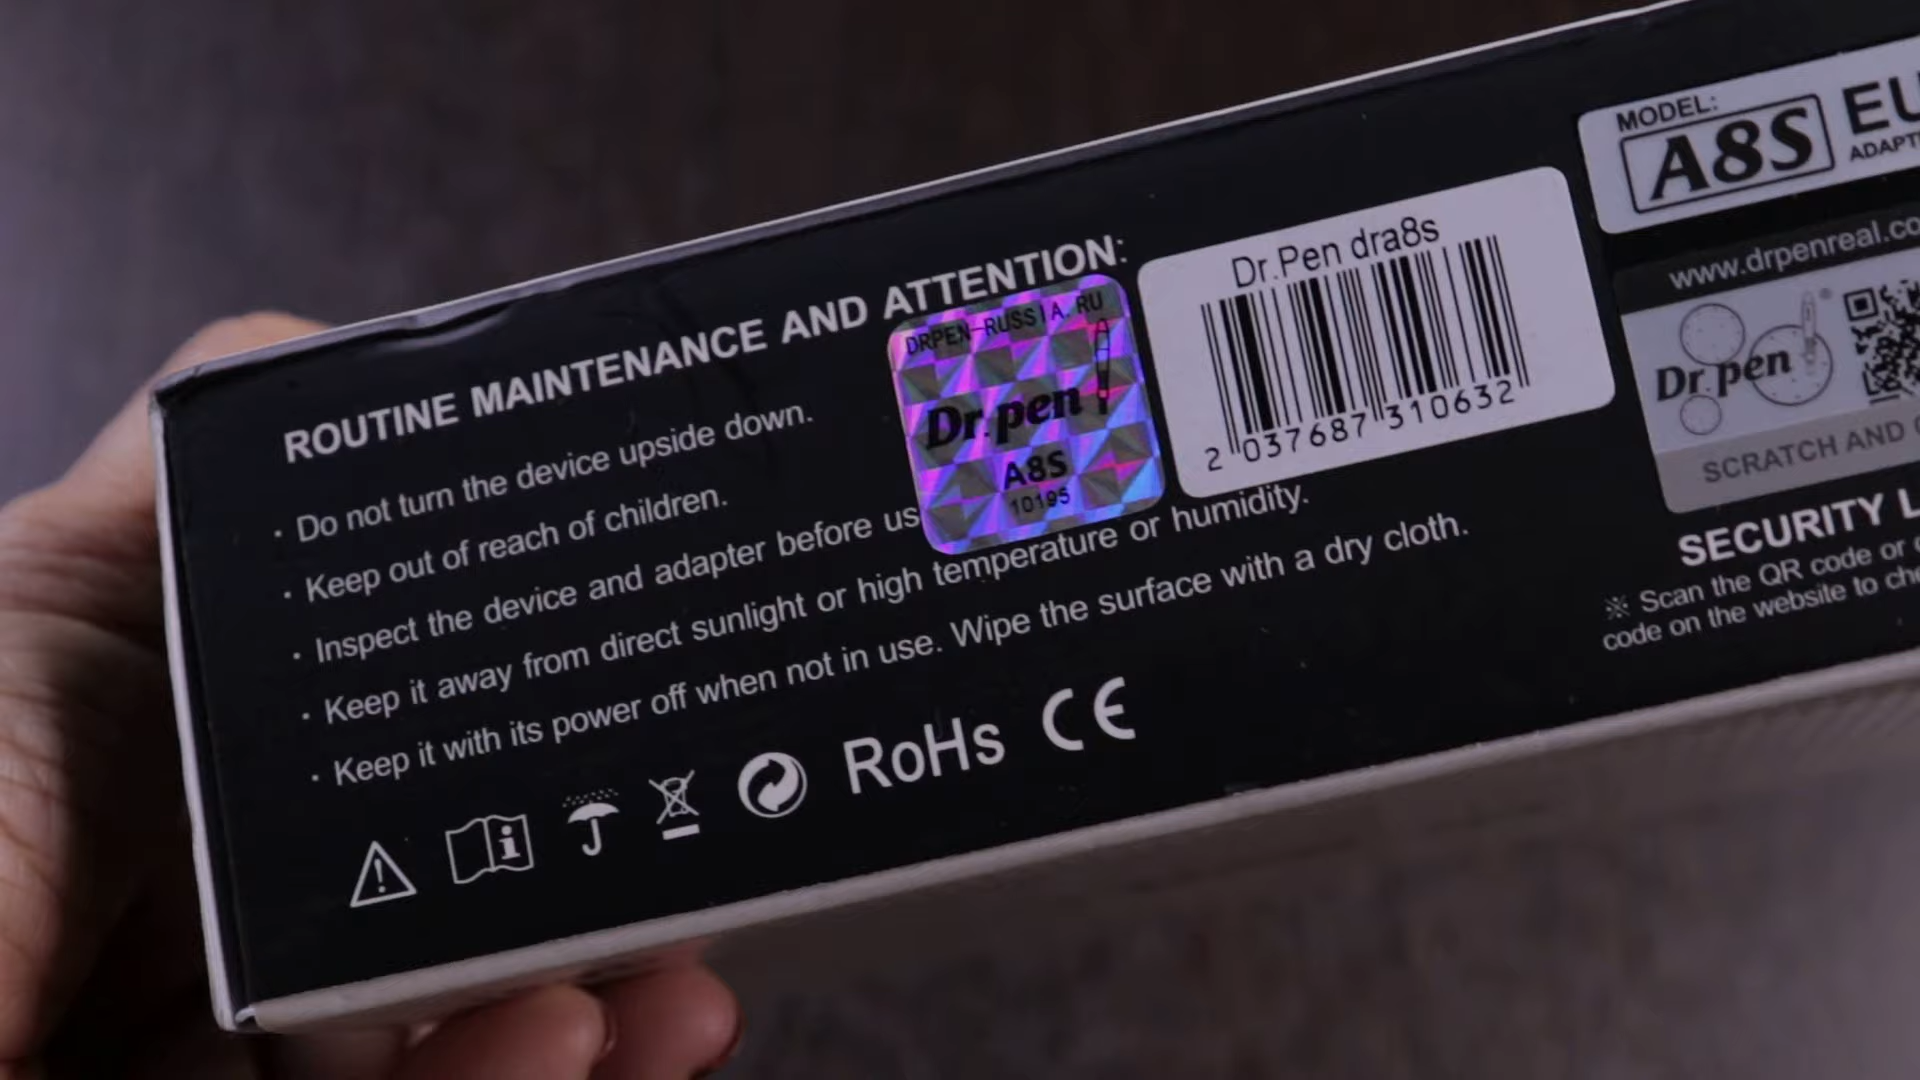 ROUTINE MAINTENANCE AND ATTENTION:
· Do not turn the device upside down.
· Keep out of reach of children.
· Inspect the device and adapter before us
· Keep it away from direct sunlight or high temperature or humidity.
· Keep it with its power off when not in use. Wipe the surface with a dry cloth.
RoHs CE
DRPEN-RUSSIA.RU
Dr.pen
A8S
10195
Dr.Pen dra8s
2 037687 310632
MODEL:
A8S EU
ADAPT
www.drpenreal.co
Dr.pen ®
SCRATCH AND
SECURITY L
※ Scan the QR code or
code on the website to che